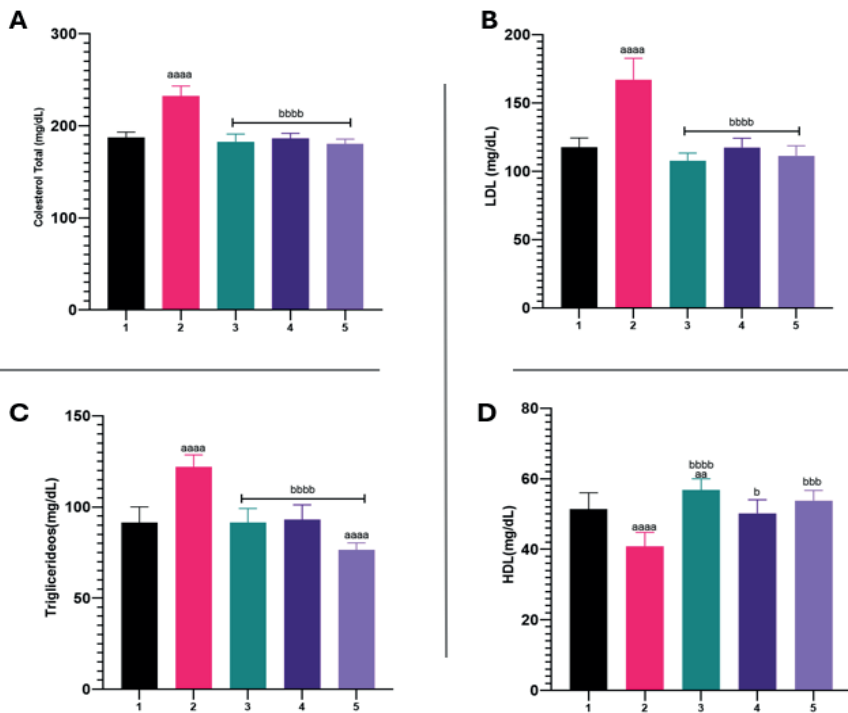 A
Colesterol Total (mg/dL)
300
200
100
0
aaaa
bbbb
1 2 3 4 5
B
LDL (mg/dL)
200
150
100
50
0
aaaa
bbbb
1 2 3 4 5
C
Triglicerideos(mg/dL)
150
100
50
0
aaaa
bbbb
aaaa
1 2 3 4 5
D
HDL(mg/dL)
80
60
40
20
0
aaaa
bbbb
aa
b
bbb
1 2 3 4 5